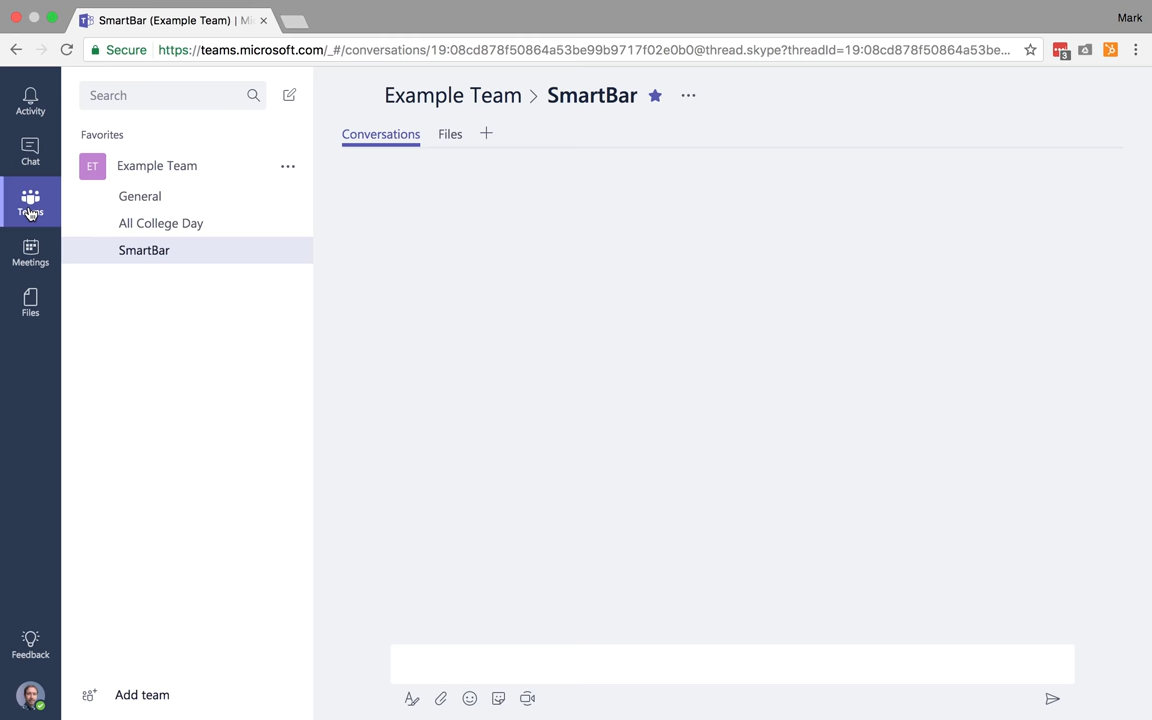 SmartBar (Example Team) | Mi
Mark
Secure
https://teams.microsoft.com/_#/conversations/19:08cd878f50864a53be99b9717f02e0b0@thread.skype?threadId=19:08cd878f50864a53be...
3
Activity
Chat
Teams
Meetings
Files
Feedback
Search
Favorites
ET
Example Team
General
All College Day
SmartBar
Add team
Example Team > SmartBar
Conversations
Files